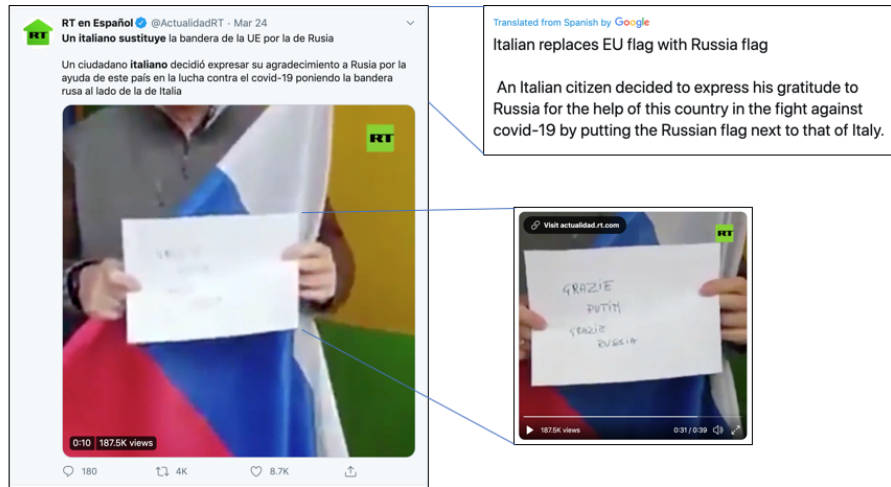 RT en Español @ActualidadRT · Mar 24
Un italiano sustituye la bandera de la UE por la de Rusia
Un ciudadano italiano decidió expresar su agradecimiento a Rusia por la
ayuda de este país en la lucha contra el covid-19 poniendo la bandera
rusa al lado de la de Italia
RT
RT
0:10 187.5K views
180 4K 8.7K
Translated from Spanish by Google
Italian replaces EU flag with Russia flag
An Italian citizen decided to express his gratitude to
Russia for the help of this country in the fight against
covid-19 by putting the Russian flag next to that of Italy.
Visit actualidad.rt.com
RT
GRAZIE
PUTIN
GRAZIE
RUSSIA
187.5K views 0:31 / 0:39